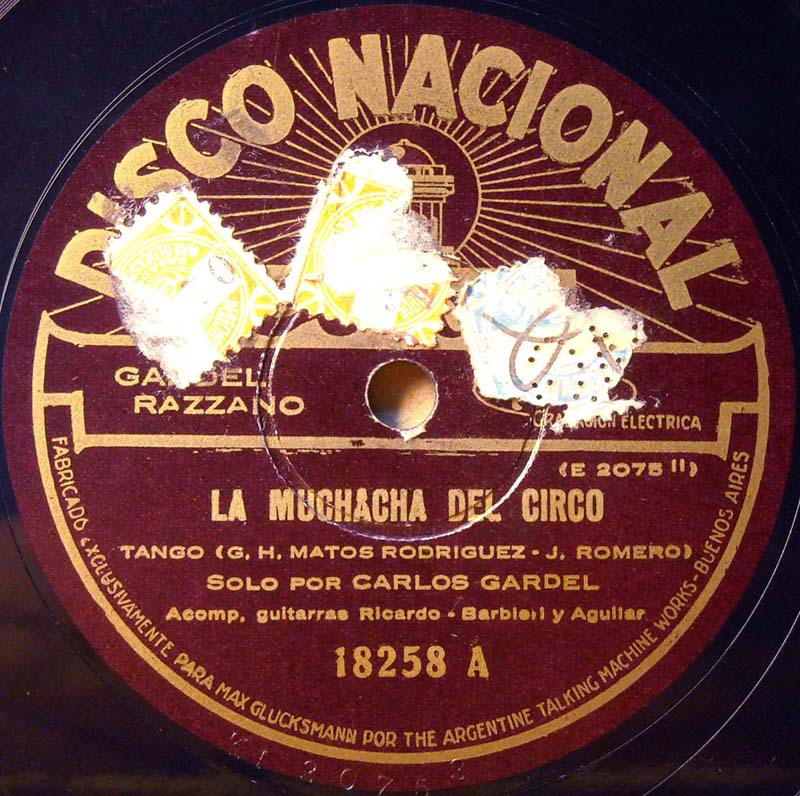 DISCO NACIONAL
GARDEL
RAZZANO
GRABACION ELECTRICA
(E 2075 II)
LA MUCHACHA DEL CIRCO
TANGO (G. H. MATOS RODRIGUEZ - J. ROMERO)
SOLO POR CARLOS GARDEL
Acomp. guitarras Ricardo - Barbieri y Aguilar
18258 A
FABRICADO EXCLUSIVAMENTE PARA MAX GLUCKSMANN POR THE ARGENTINE TALKING MACHINE WORKS - BUENOS AIRES